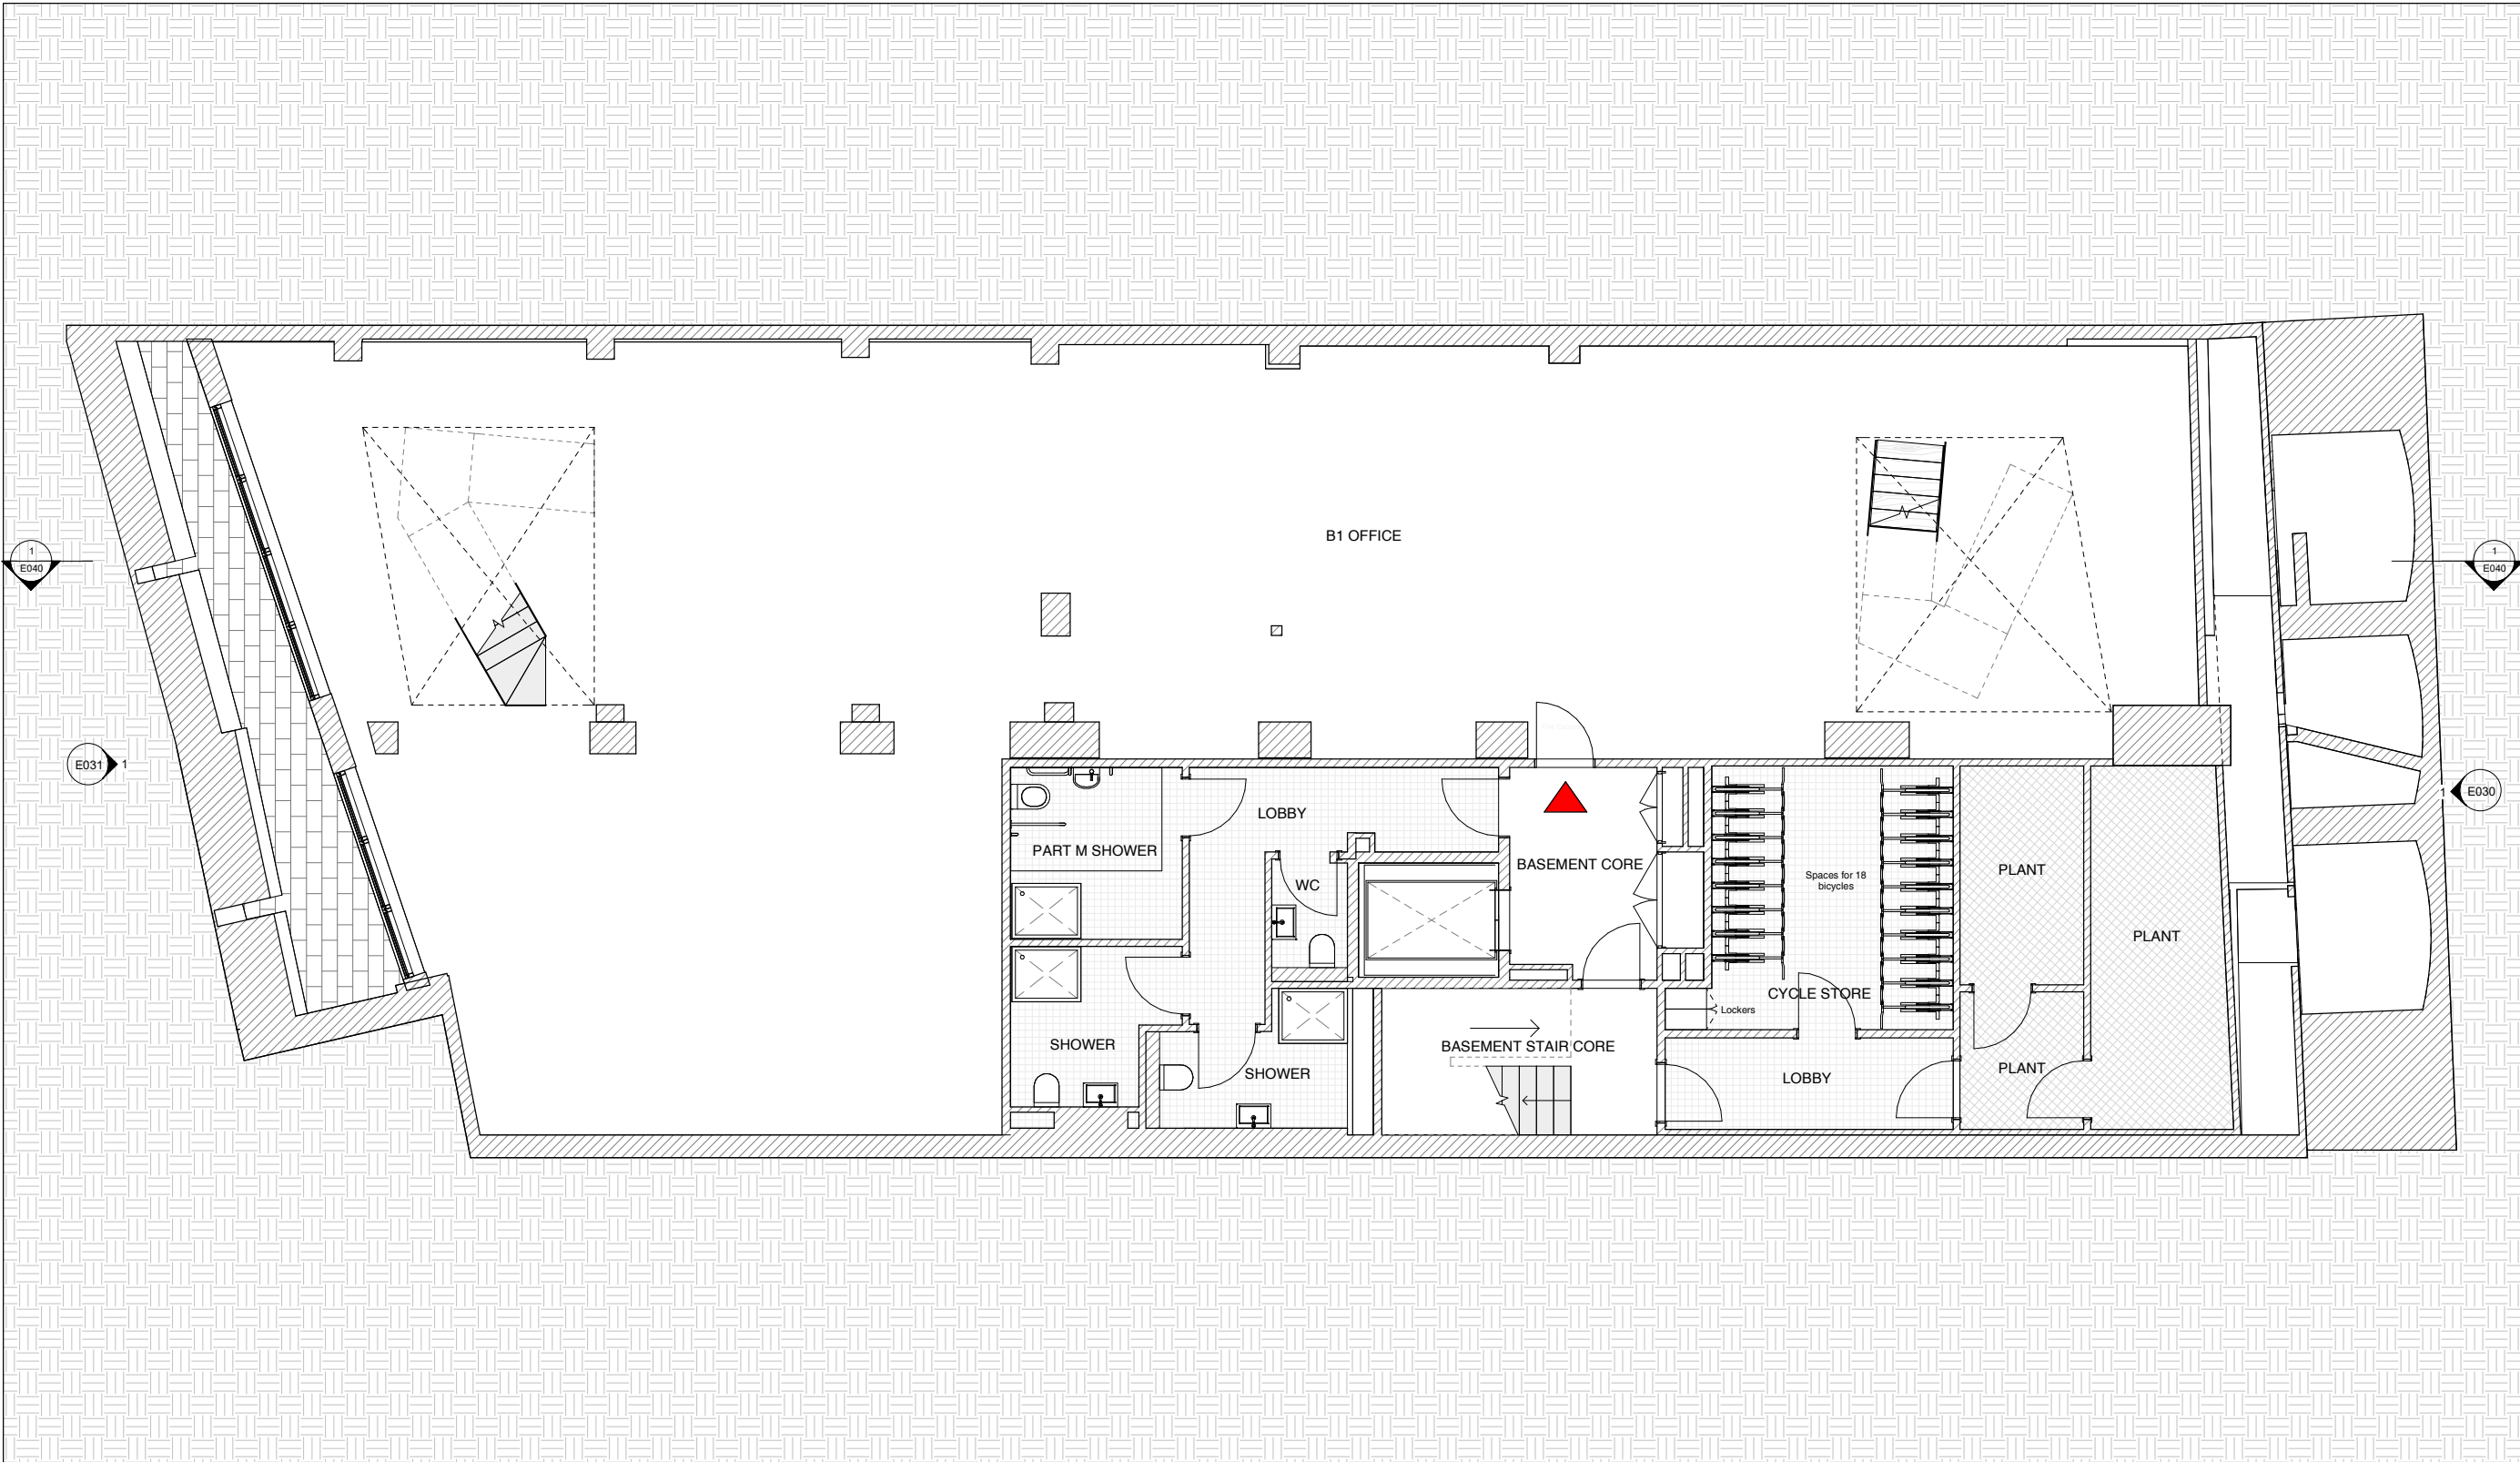 B1 OFFICE
1
E040
1
E040
E031
1
1
E030
LOBBY
PART M SHOWER
BASEMENT CORE
WC
PLANT
Spaces for 18
bicycles
PLANT
CYCLE STORE
Lockers
SHOWER
BASEMENT STAIR CORE
SHOWER
LOBBY
PLANT